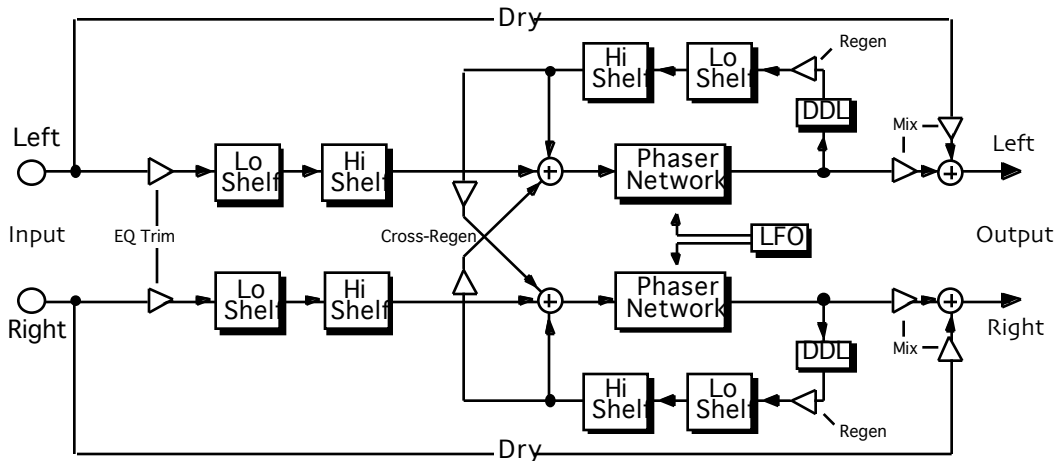 Dry
Regen
Hi
Shelf
Lo
Shelf
DDL
Mix
Left
Lo
Shelf
Hi
Shelf
Phaser
Network
Left
Input
EQ Trim
Cross-Regen
LFO
Output
Right
Lo
Shelf
Hi
Shelf
Phaser
Network
Right
DDL
Mix
Hi
Shelf
Lo
Shelf
Regen
Dry